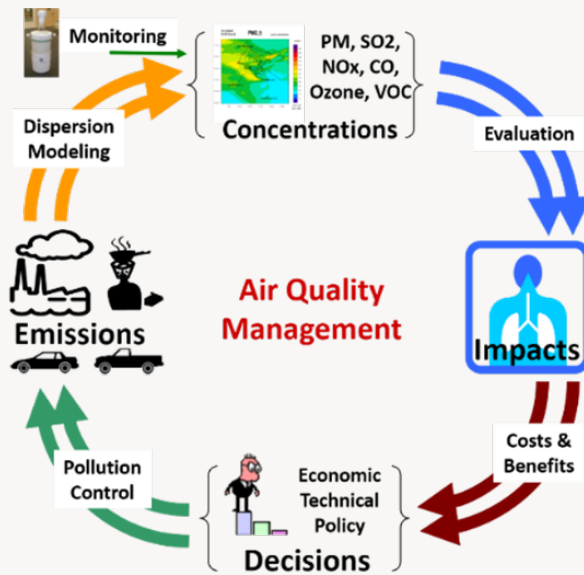 Monitoring
PM, SO2,
NOx, CO,
Ozone, VOC
Concentrations
Dispersion
Modeling
Evaluation
Emissions
Air Quality
Management
Impacts
Costs &
Benefits
Pollution
Control
Economic
Technical
Policy
Decisions